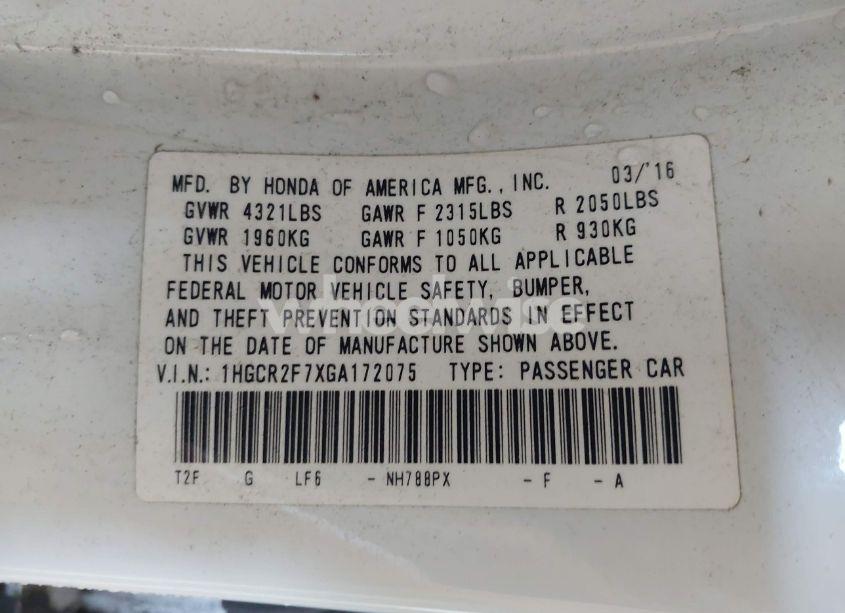 MFD. BY HONDA OF AMERICA MFG., INC. 03/'16
GVWR 4321LBS GAWR F 2315LBS R 2050LBS
GVWR 1960KG GAWR F 1050KG R 930KG
THIS VEHICLE CONFORMS TO ALL APPLICABLE
FEDERAL MOTOR VEHICLE SAFETY, BUMPER,
AND THEFT PREVENTION STANDARDS IN EFFECT
ON THE DATE OF MANUFACTURE SHOWN ABOVE.
V.I.N.: 1HGCR2F7XGA172075 TYPE: PASSENGER CAR
T2F G LF6 - NH788PX - F - A